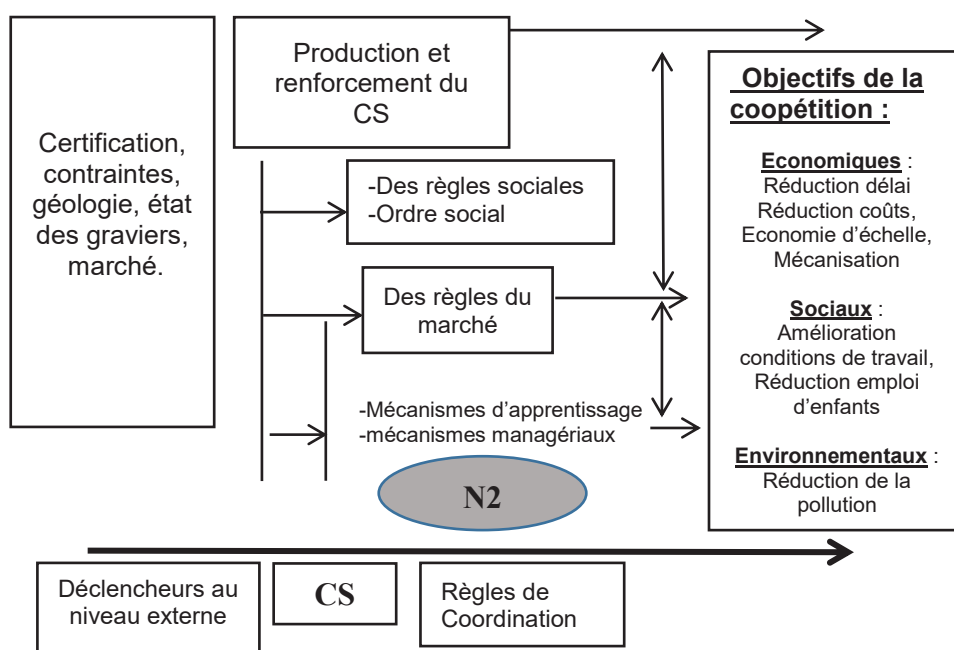 Certification,
contraintes,
géologie, état
des graviers,
marché.
Production et
renforcement du
CS
-Des règles sociales
-Ordre social
Des règles du
marché
-Mécanismes d'apprentissage
-mécanismes managériaux
N2
Objectifs de la
coopétition :
Economiques :
Réduction délai
Réduction coûts,
Economie d'échelle,
Mécanisation
Sociaux :
Amélioration
conditions de travail,
Réduction emploi
d'enfants
Environnementaux :
Réduction de la
pollution
Déclencheurs au
niveau externe
CS
Règles de
Coordination